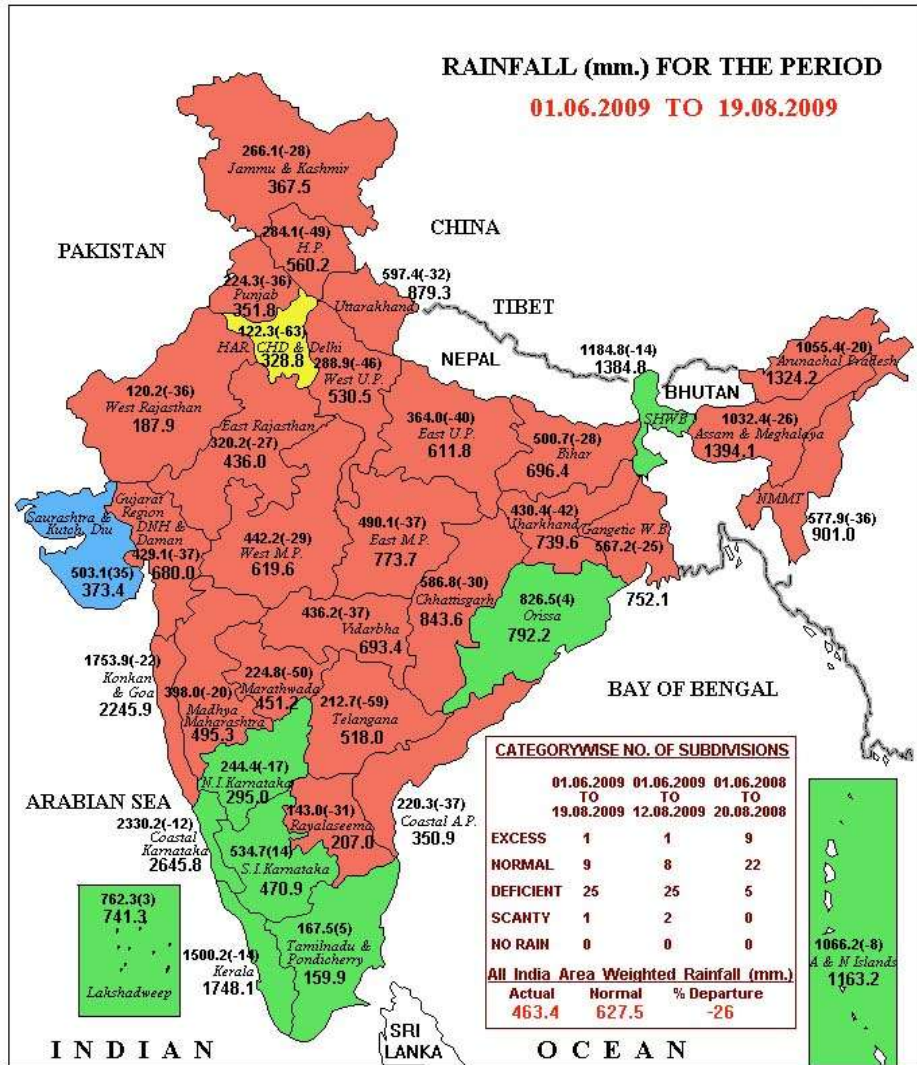 RAINFALL (mm.) FOR THE PERIOD
01.06.2009 TO 19.08.2009
266.1(-28)
Jammu & Kashmir
367.5
CHINA
PAKISTAN
284.1(-49)
H.P.
560.2
224.3(-36)
Punjab
351.8
597.4(-32)
879.3
Uttarakhand
TIBET
122.3(-63)
HAR, CHD & Delhi
328.8
NEPAL
288.9(-46)
West U.P.
530.5
1184.8(-14)
1384.8
BHUTAN
SHWB
1055.4(-20)
Arunachal Pradesh
1324.2
120.2(-36)
West Rajasthan
187.9
East Rajasthan
320.2(-27)
436.0
364.0(-40)
East U.P.
611.8
500.7(-28)
Bihar
696.4
1032.4(-26)
Assam & Meghalaya
1394.1
NMMT
577.9(-36)
901.0
Saurashtra &
Kutch, Diu
503.1(35)
373.4
Gujarat
Region
DNH &
Daman
429.1(-37)
680.0
442.2(-29)
West M.P.
619.6
490.1(-37)
East M.P.
773.7
430.4(-42)
Jharkhand
739.6
Gangetic W.B
567.2(-25)
752.1
586.8(-30)
Chhattisgarh
843.6
826.5(4)
Orissa
792.2
436.2(-37)
Vidarbha
693.4
1753.9(-22)
Konkan
& Goa
2245.9
398.0(-20)
Madhya
Maharashtra
495.3
224.8(-50)
Marathwada
451.2
212.7(-59)
Telangana
518.0
BAY OF BENGAL
244.4(-17)
N.I.Karnataka
295.0
ARABIAN SEA
2330.2(-12)
Coastal
Karnataka
2645.8
143.0(-31)
Rayalaseema
207.0
220.3(-37)
Coastal A.P.
350.9
534.7(14)
S.I.Karnataka
470.9
762.3(3)
741.3
Lakshadweep
1500.2(-14)
Kerala
1748.1
167.5(5)
Tamilnadu &
Pondicherry
159.9
1066.2(-8)
A & N Islands
1163.2
CATEGORYWISE NO. OF SUBDIVISIONS
01.06.2009 01.06.2009 01.06.2008
TO TO TO
19.08.2009 12.08.2009 20.08.2008
EXCESS 1 1 9
NORMAL 9 8 22
DEFICIENT 25 25 5
SCANTY 1 2 0
NO RAIN 0 0 0
All India Area Weighted Rainfall (mm.)
Actual Normal % Departure
463.4 627.5 -26
SRI
LANKA
INDIAN OCEAN